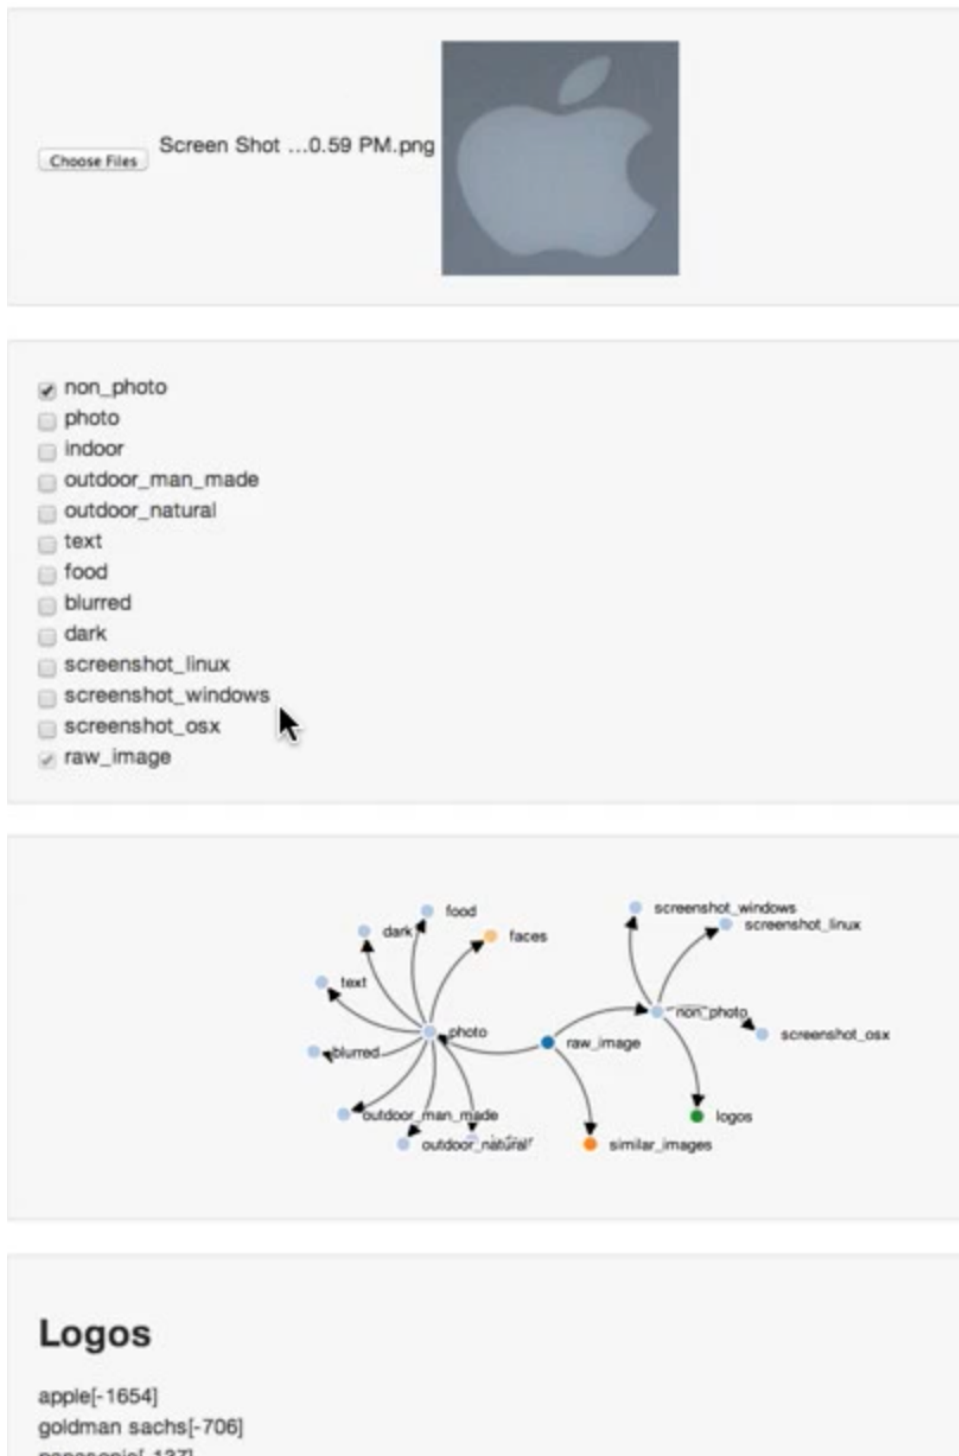 Choose Files Screen Shot ...0.59 PM.png
non_photo
photo
indoor
outdoor_man_made
outdoor_natural
text
food
blurred
dark
screenshot_linux
screenshot_windows
screenshot_osx
raw_image
food
screenshot_windows
dark
faces
screenshot_linux
text
non_photo
photo
screenshot_osx
blurred
raw_image
outdoor_man_made
logos
outdoor_natural
similar_images
Logos
apple[-1654]
goldman sachs[-706]
panasonic[-137]